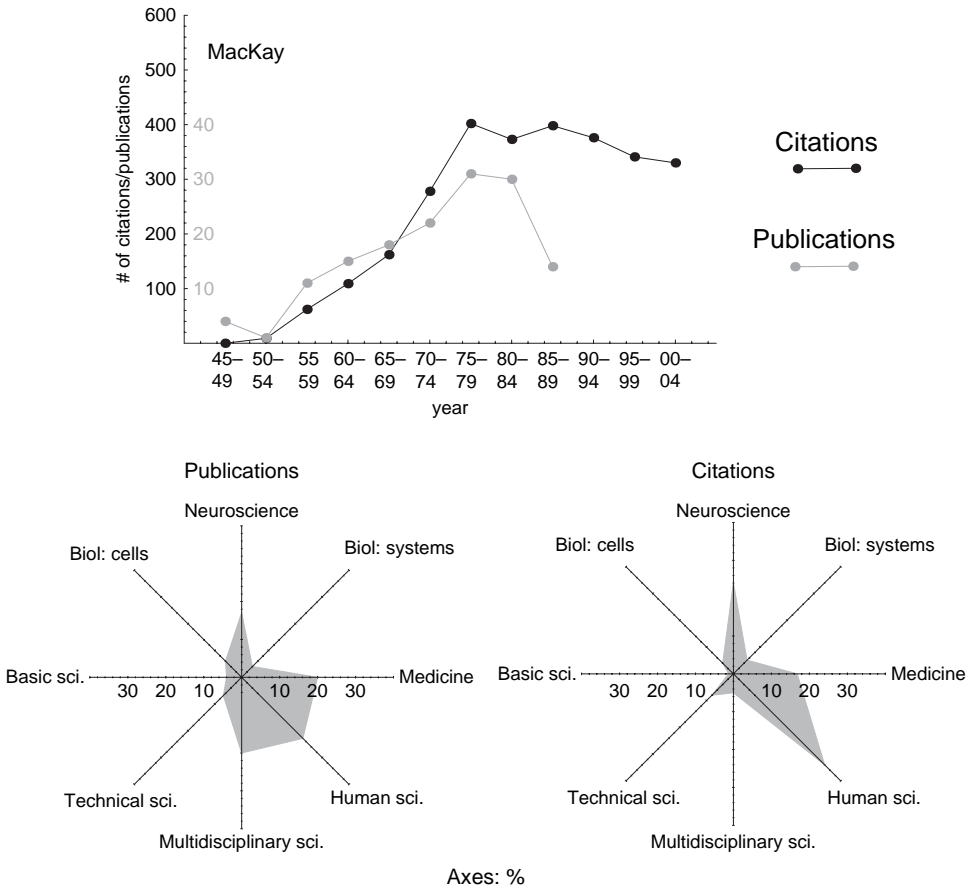 600
MacKay
500
400
40
Citations
300
30
200
20
Publications
100
10
# of citations/publications
45– 50– 55 60– 65– 70– 75– 80– 85– 90– 95– 00–
49 54 59 64 69 74 79 84 89 94 99 04
year
Publications
Neuroscience
Biol: cells
Biol: systems
Basic sci.
30 20 10 20 30
Medicine
Technical sci.
Human sci.
Multidisciplinary sci.
Citations
Neuroscience
Biol: cells
Biol: systems
Basic sci.
30 20 10 20 30
Medicine
Technical sci.
Human sci.
Multidisciplinary sci.
Axes: %